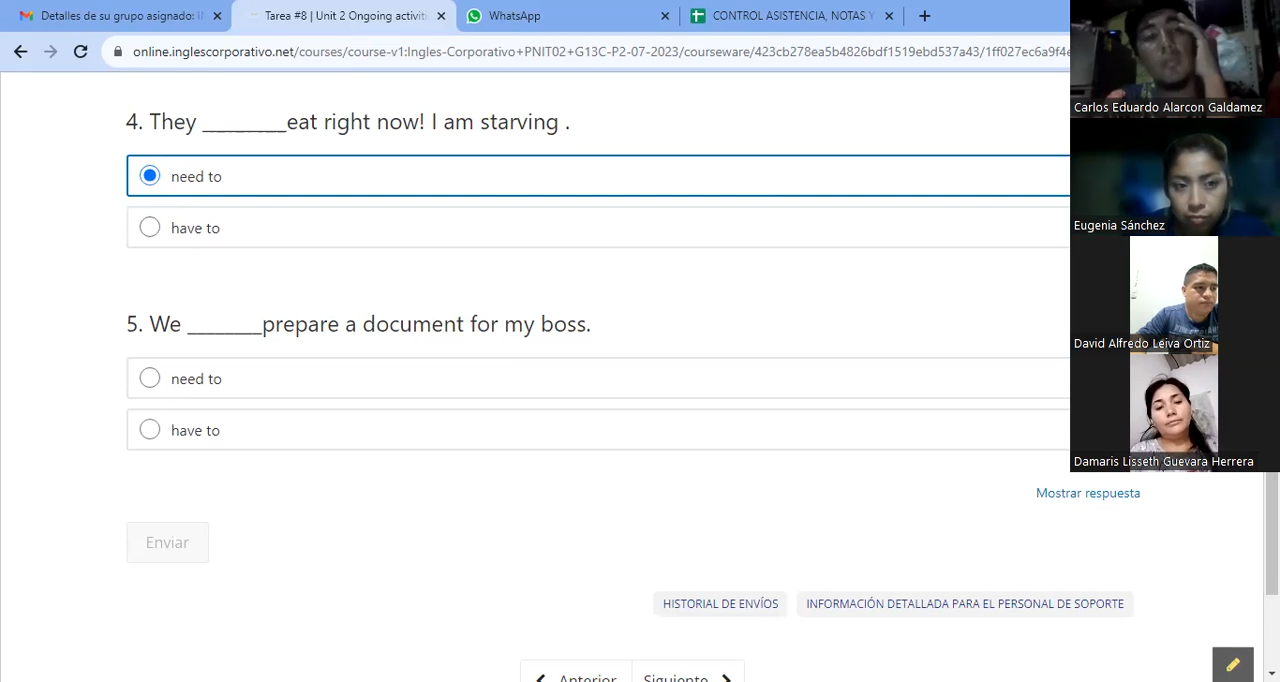 Detalles de su grupo asignado: I
Tarea #8 | Unit 2 Ongoing activiti
WhatsApp
CONTROL ASISTENCIA, NOTAS Y
online.inglescorporativo.net/courses/course-v1:Ingles-Corporativo+PNIT02+G13C-P2-07-2023/courseware/423cb278ea5b4826bdf1519ebd537a43/1ff027ec6a9f4e
4. They _________eat right now! I am starving .
need to
have to
5. We ________prepare a document for my boss.
need to
have to
Mostrar respuesta
Enviar
HISTORIAL DE ENVÍOS
INFORMACIÓN DETALLADA PARA EL PERSONAL DE SOPORTE
Anterior
Siguiente
Carlos Eduardo Alarcon Galdamez
Eugenia Sánchez
David Alfredo Leiva Ortiz
Damaris Lisseth Guevara Herrera